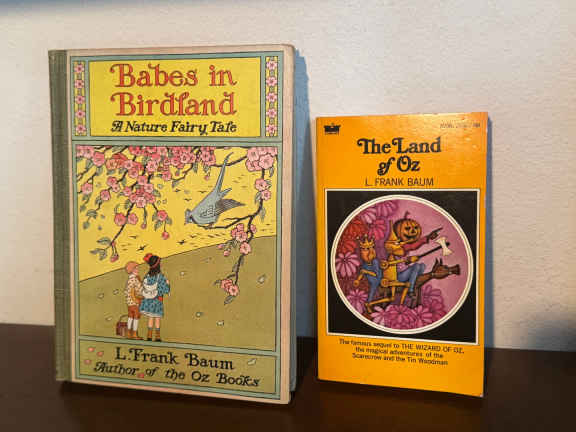 Babes in
Birdland
A Nature Fairy Tale
L. Frank Baum
Author of the Oz Books
The Land
of Oz
L. FRANK BAUM
The famous sequel to THE WIZARD OF OZ,
the magical adventures of the
Scarecrow and the Tin Woodman